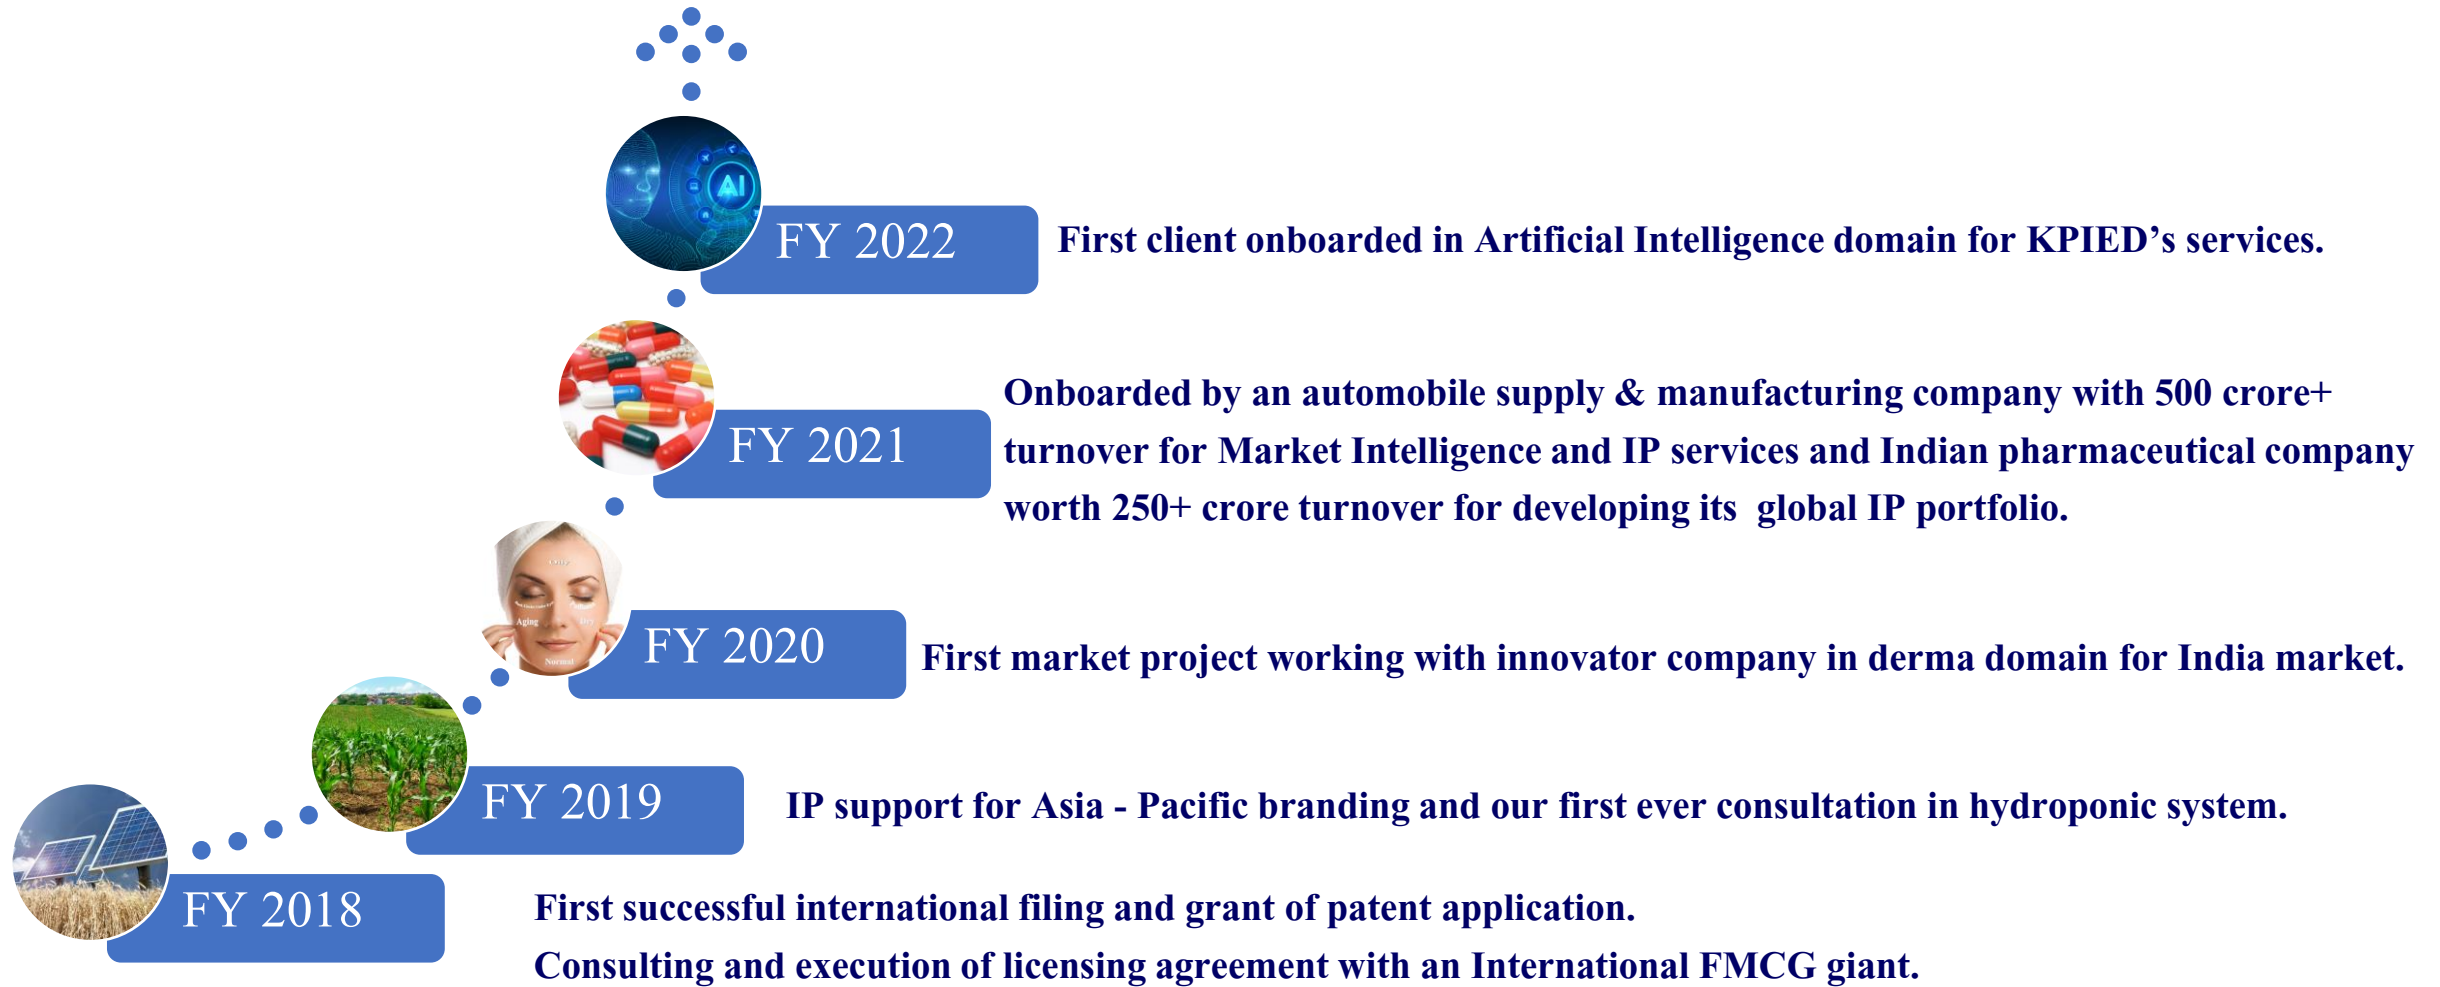 AI
FY 2022
First client onboarded in Artificial Intelligence domain for KPIED’s services.
FY 2021
Onboarded by an automobile supply & manufacturing company with 500 crore+
turnover for Market Intelligence and IP services and Indian pharmaceutical company
worth 250+ crore turnover for developing its global IP portfolio.
Oily
Aging
Dry
Normal
FY 2020
First market project working with innovator company in derma domain for India market.
FY 2019
IP support for Asia - Pacific branding and our first ever consultation in hydroponic system.
FY 2018
First successful international filing and grant of patent application.
Consulting and execution of licensing agreement with an International FMCG giant.